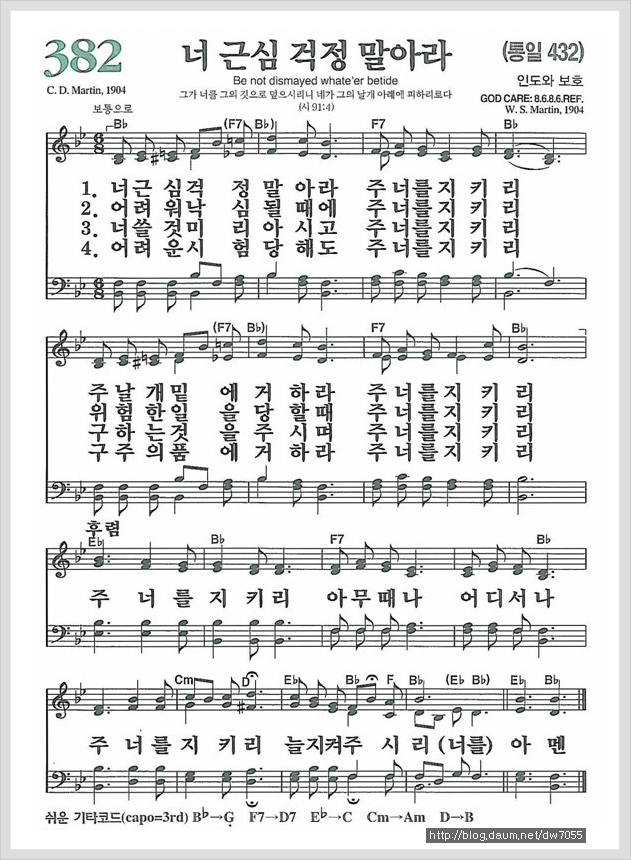 382
너 근심 걱정 말아라
(통일 432)
C. D. Martin, 1904
Be not dismayed whate'er betide
인도와 보호
보통으로
그가 너를 그의 깃으로 덮으시리니 네가 그의 날개 아래에 피하리로다
(시 91:4)
GOD CARE: 8.6.8.6.REF.
W. S. Martin, 1904
B♭ (F7 B♭) F7 B♭
1. 너근 심걱 정 말 아라 주 너를지 키 리
2. 어려 워낙 심 될 때에 주 너를지 키 리
3. 너쓸 것미 리 아 시고 주 너를지 키 리
4. 어려 운시 험 당 해도 주 너를지 키 리
(F7 B♭) F7 B♭
주 날 개 밑 에 거 하 라 주 너 를 지 키 리
위 험 한 일 을 당 할 때 주 너 를 지 키 리
구 하 는 것 을 주 시 며 주 너 를 지 키 리
구 주 의 품 에 거 하 라 주 너 를 지 키 리
후렴
E♭ B♭ F7 B♭
주 너 를 지 키 리 아 무 때 나 어 디 서 나
Cm D E♭ B♭ F B♭ (E♭ B♭) E♭ B♭
주 너 를 지 키 리 늘 지켜주 시 리 (너를) 아 멘
쉬운 기타코드(capo=3rd) B♭→G F7→D7 E♭→C Cm→Am D→B
http://blog.daum.net/dw7055